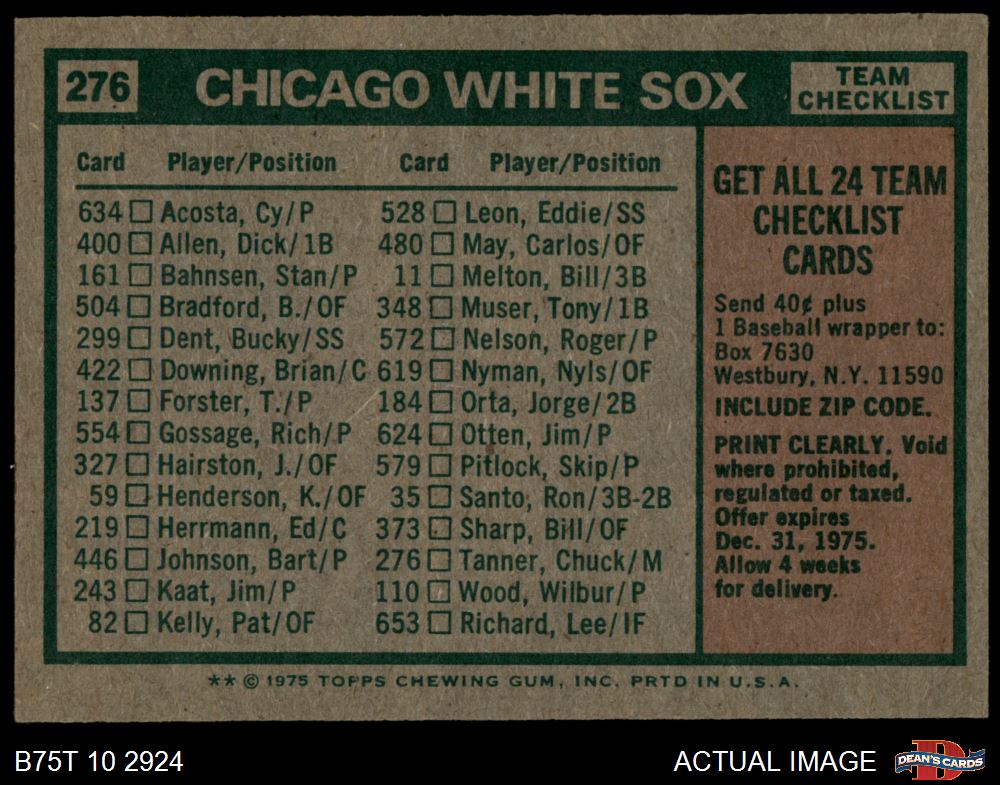 276 CHICAGO WHITE SOX TEAM CHECKLIST
Card Player/Position Card Player/Position
634 □ Acosta, Cy/P 528 □ Leon, Eddie/SS
400 □ Allen, Dick/1B 480 □ May, Carlos/OF
161 □ Bahnsen, Stan/P 11 □ Melton, Bill/3B
504 □ Bradford, B./OF 348 □ Muser, Tony/1B
299 □ Dent, Bucky/SS 572 □ Nelson, Roger/P
422 □ Downing, Brian/C 619 □ Nyman, Nyls/OF
137 □ Forster, T./P 184 □ Orta, Jorge/2B
554 □ Gossage, Rich/P 624 □ Otten, Jim/P
327 □ Hairston, J./OF 579 □ Pitlock, Skip/P
59 □ Henderson, K./OF 35 □ Santo, Ron/3B-2B
219 □ Herrmann, Ed/C 373 □ Sharp, Bill/OF
446 □ Johnson, Bart/P 276 □ Tanner, Chuck/M
243 □ Kaat, Jim/P 110 □ Wood, Wilbur/P
82 □ Kelly, Pat/OF 653 □ Richard, Lee/IF
GET ALL 24 TEAM
CHECKLIST
CARDS
Send 40¢ plus
1 Baseball wrapper to:
Box 7630
Westbury, N.Y. 11590
INCLUDE ZIP CODE.
PRINT CLEARLY. Void
where prohibited,
regulated or taxed.
Offer expires
Dec. 31, 1975.
Allow 4 weeks
for delivery.
** © 1975 TOPPS CHEWING GUM, INC. PRTD IN U.S.A.
B75T 10 2924 ACTUAL IMAGE D DEAN'S CARDS